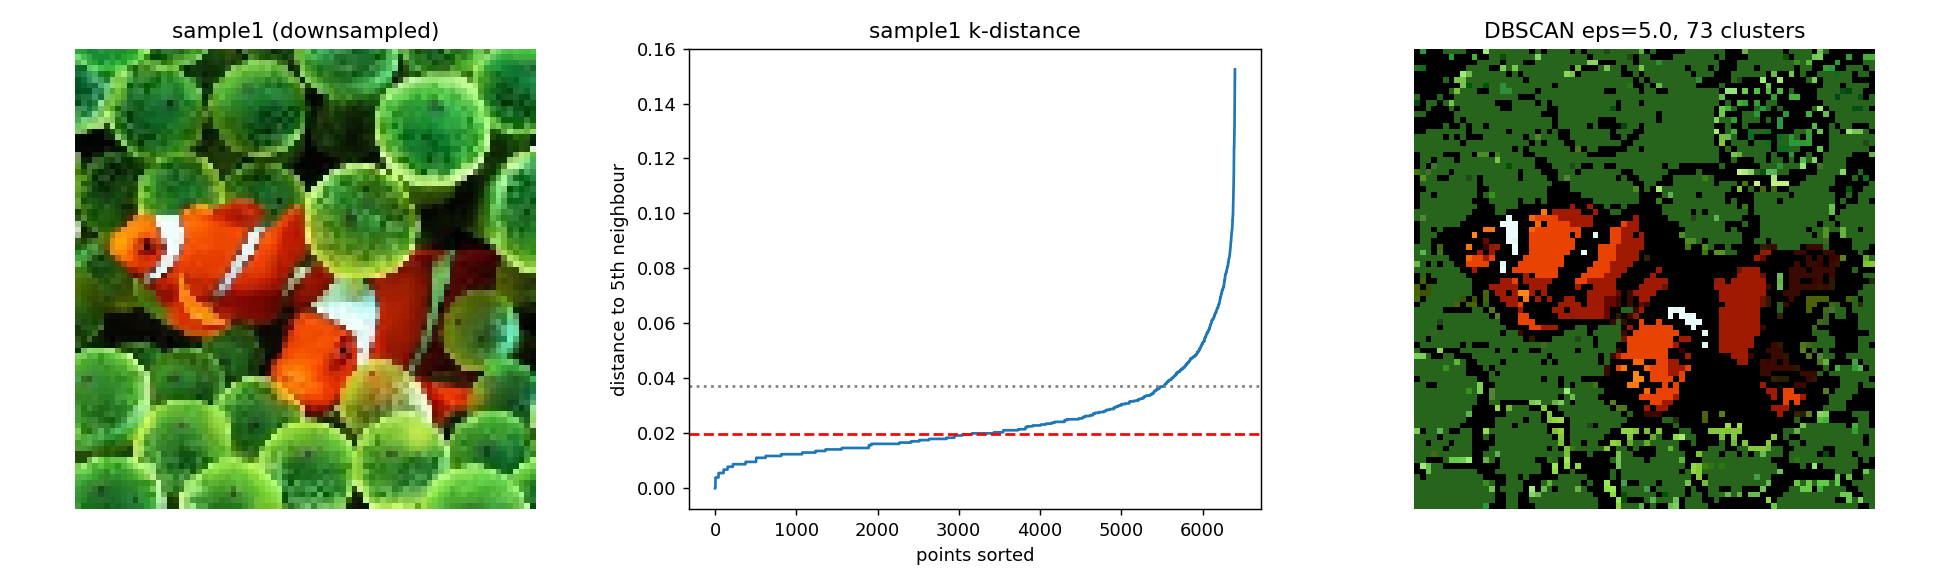 sample1 (downsampled)
sample1 k-distance
DBSCAN eps=5.0, 73 clusters
distance to 5th neighbour
0.16
0.14
0.12
0.10
0.08
0.06
0.04
0.02
0.00
0 1000 2000 3000 4000 5000 6000
points sorted